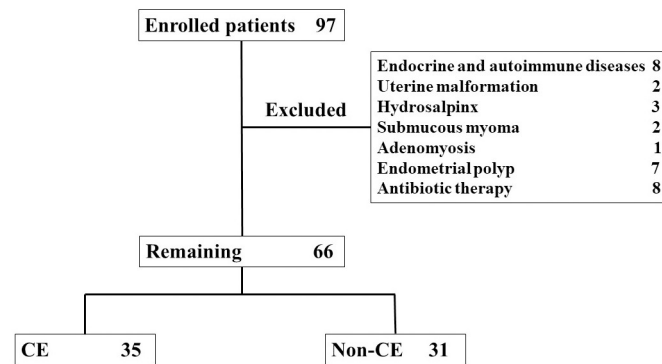 Enrolled patients 97
Excluded
Endocrine and autoimmune diseases 8
Uterine malformation 2
Hydrosalpinx 3
Submucous myoma 2
Adenomyosis 1
Endometrial polyp 7
Antibiotic therapy 8
Remaining 66
CE 35
Non-CE 31